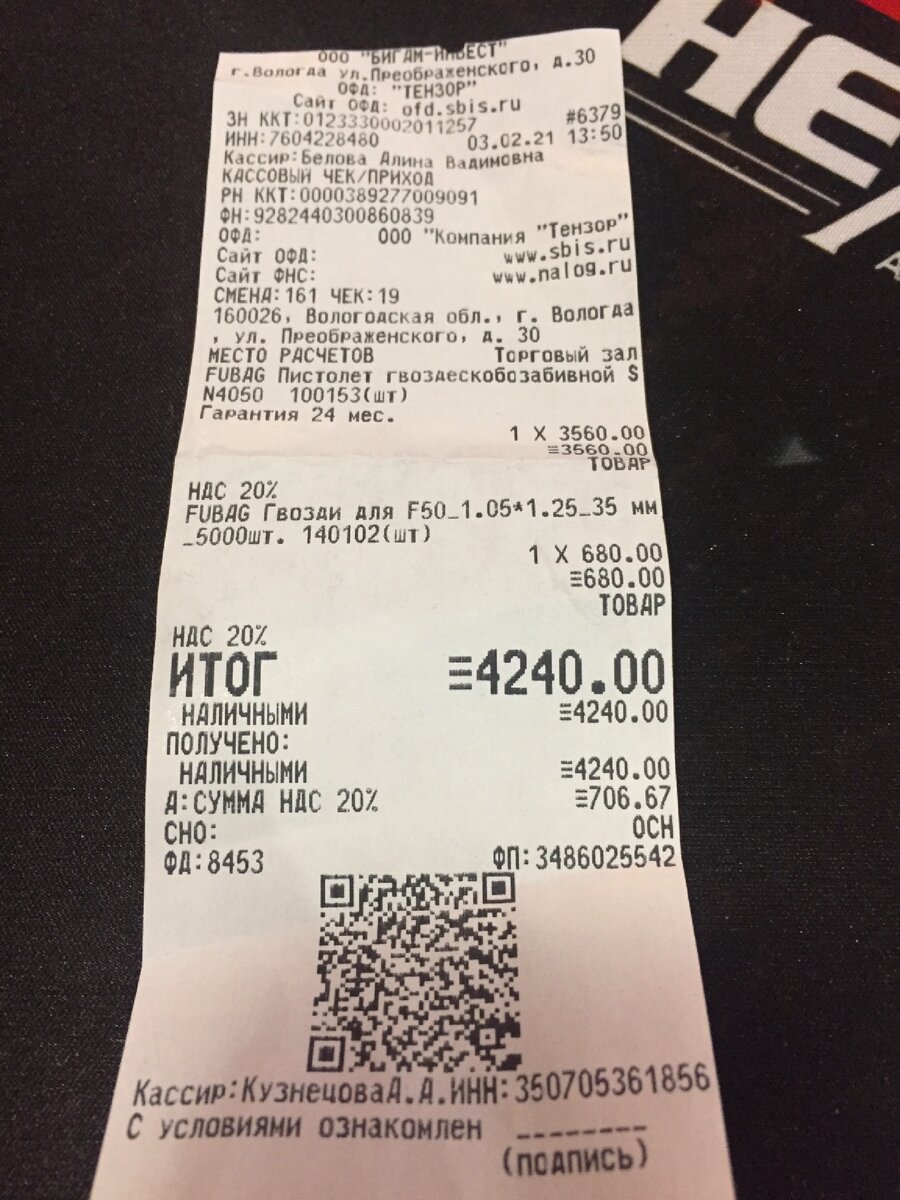 ООО "БИГАМ-ИНВЕСТ"
г.Вологда ул.Преображенского, д.30
ОФД: "ТЕНЗОР"
Сайт ОФД: ofd.sbis.ru
ЗН ККТ:0123330002011257 #6379
ИНН:7604228480 03.02.21 13:50
Кассир:Белова Алина Вадимовна
КАССОВЫЙ ЧЕК/ПРИХОД
РН ККТ:0000389277009091
ФН:9282440300860839
ОФД: ООО "Компания "Тензор"
Сайт ОФД: www.sbis.ru
Сайт ФНС: www.nalog.ru
СМЕНА:161 ЧЕК:19
160026, Вологодская обл., г. Вологда
, ул. Преображенского, д. 30
МЕСТО РАСЧЕТОВ Торговый зал
FUBAG Пистолет гвоздескобозабивной S
N4050 100153(шт)
Гарантия 24 мес.
1 X 3560.00
≡3560.00
ТОВАР
НДС 20%
FUBAG Гвозди для F50_1.05*1.25_35 мм
_5000шт. 140102(шт)
1 X 680.00
≡680.00
ТОВАР
НДС 20%
ИТОГ ≡4240.00
НАЛИЧНЫМИ ≡4240.00
ПОЛУЧЕНО:
НАЛИЧНЫМИ ≡4240.00
Д:СУММА НДС 20% ≡706.67
СНО: ОСН
ФД:8453 ФП:3486025542
Кассир:КузнецоваА.А.ИНН:350705361856
С условиями ознакомлен ________
(подпись)
НЕ